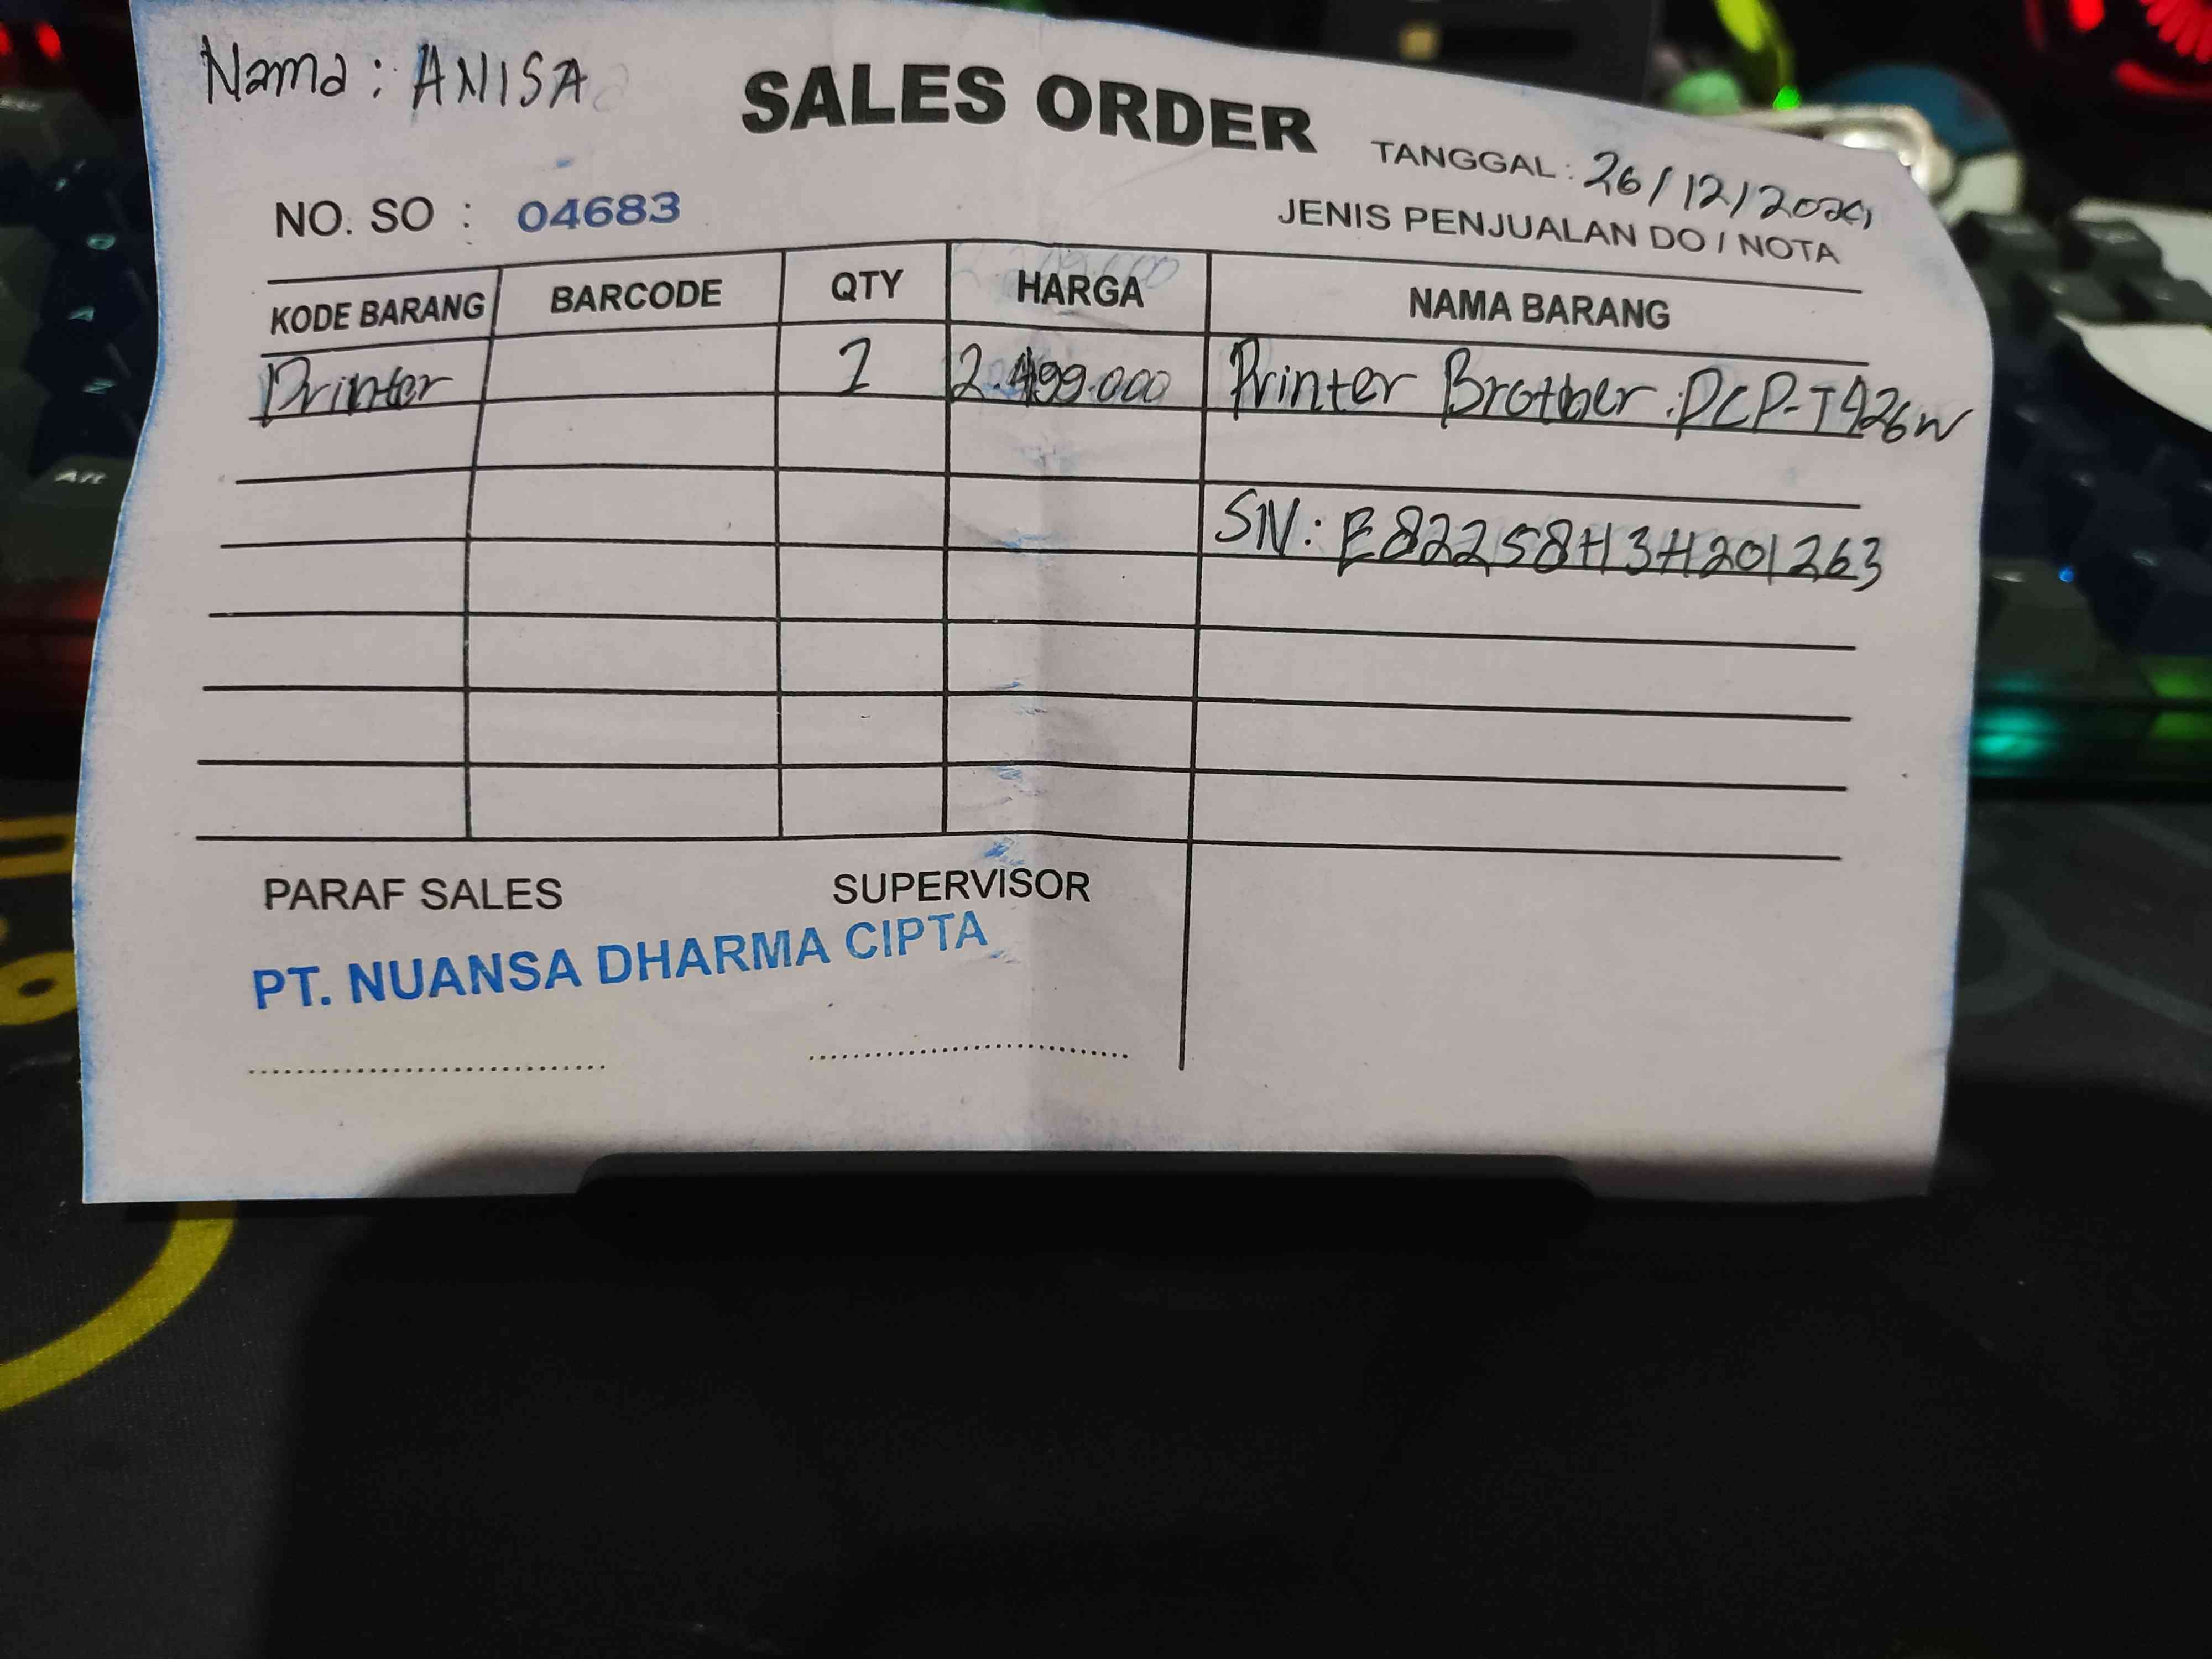 Nama : ANISA
SALES ORDER
TANGGAL : 26/12/2024
NO. SO : 04683
JENIS PENJUALAN DO / NOTA
KODE BARANG BARCODE QTY HARGA NAMA BARANG
Printer 1 2.499.000 Printer Brother DCP-T426W
SN: E82258H3H201263
PARAF SALES SUPERVISOR
PT. NUANSA DHARMA CIPTA